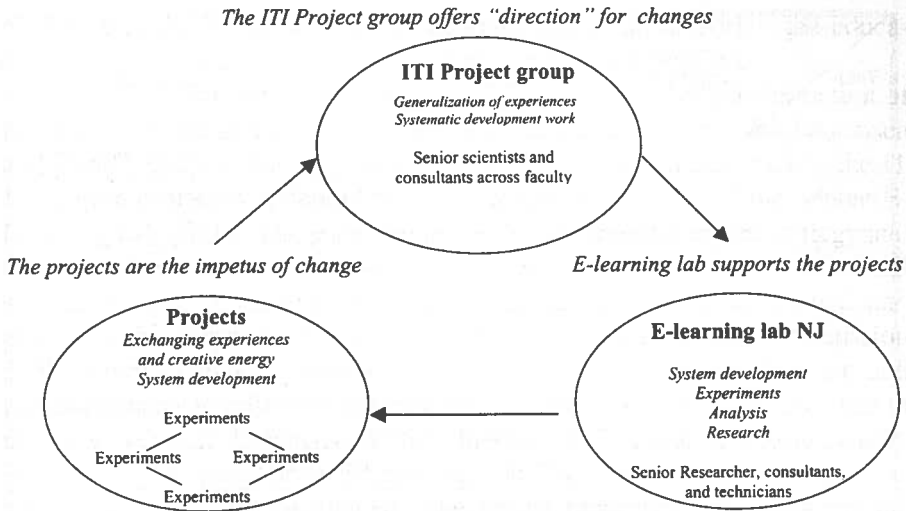 The ITI Project group offers “direction” for changes
ITI Project group
Generalization of experiences
Systematic development work
Senior scientists and
consultants across faculty
The projects are the impetus of change
E-learning lab supports the projects
Projects
Exchanging experiences
and creative energy
System development
Experiments
Experiments Experiments
Experiments
E-learning lab NJ
System development
Experiments
Analysis
Research
Senior Researcher, consultants,
and technicians